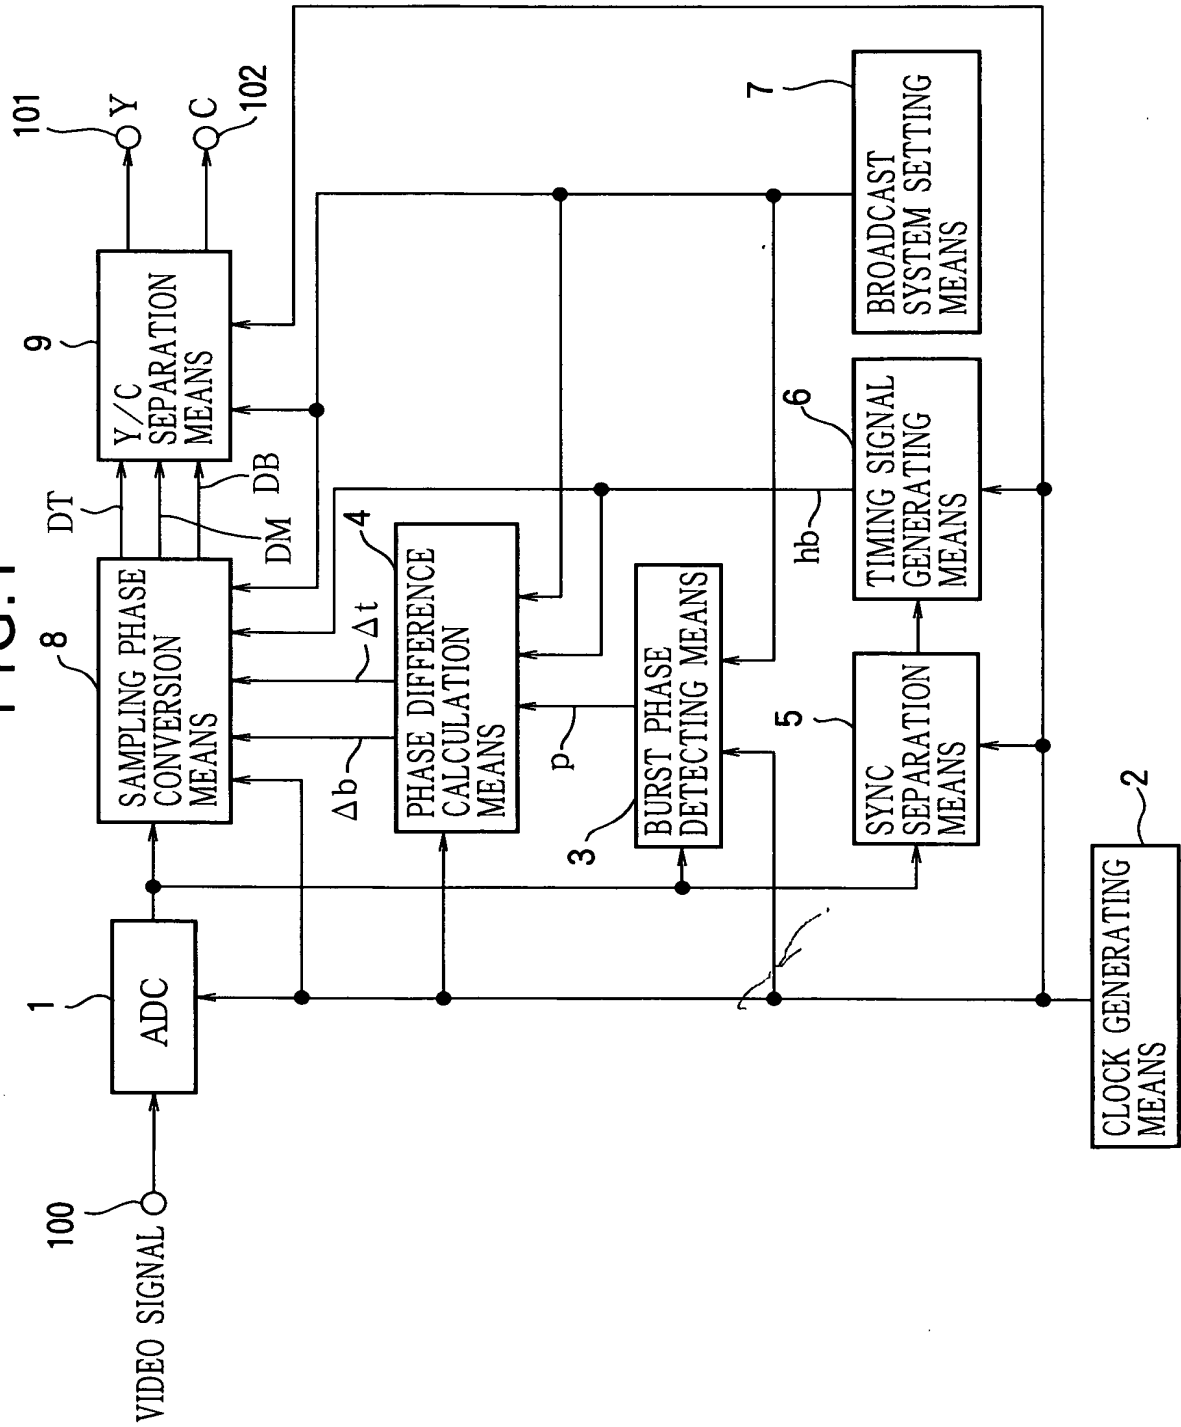 FIG. 1
VIDEO SIGNAL
100
1
ADC
8
SAMPLING PHASE
CONVERSION
MEANS
DT
DM
DB
9
Y/C
SEPARATION
MEANS
101
Y
C
102
Δb
Δt
4
PHASE DIFFERENCE
CALCULATION
MEANS
p
3
BURST PHASE
DETECTING MEANS
hb
5
SYNC
SEPARATION
MEANS
6
TIMING SIGNAL
GENERATING
MEANS
7
BROADCAST
SYSTEM SETTING
MEANS
2
CLOCK GENERATING
MEANS